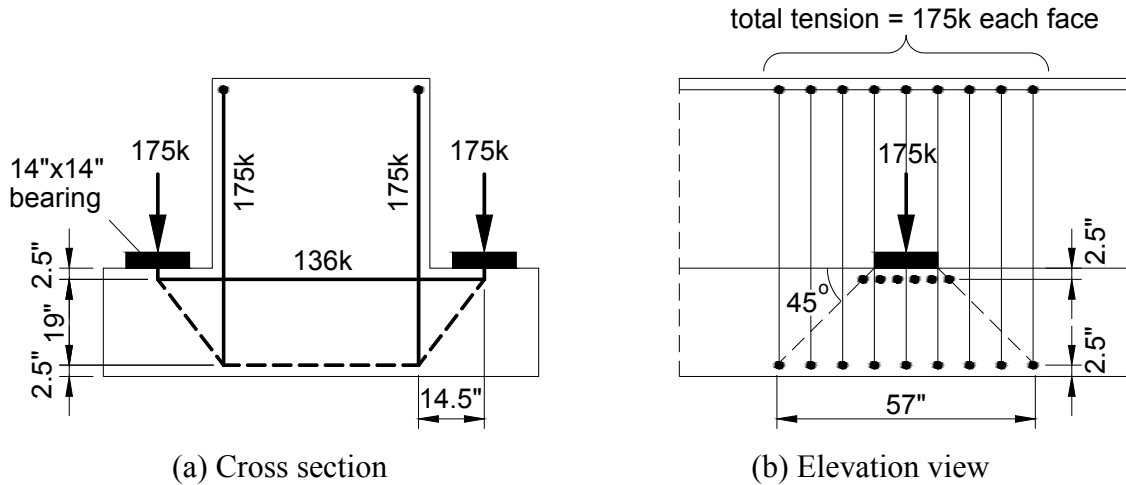 total tension = 175k each face
175k
175k
14"x14"
bearing
175k
175k
136k
2.5"
19"
2.5"
14.5"
(a) Cross section
175k
45°
2.5"
2.5"
57"
(b) Elevation view